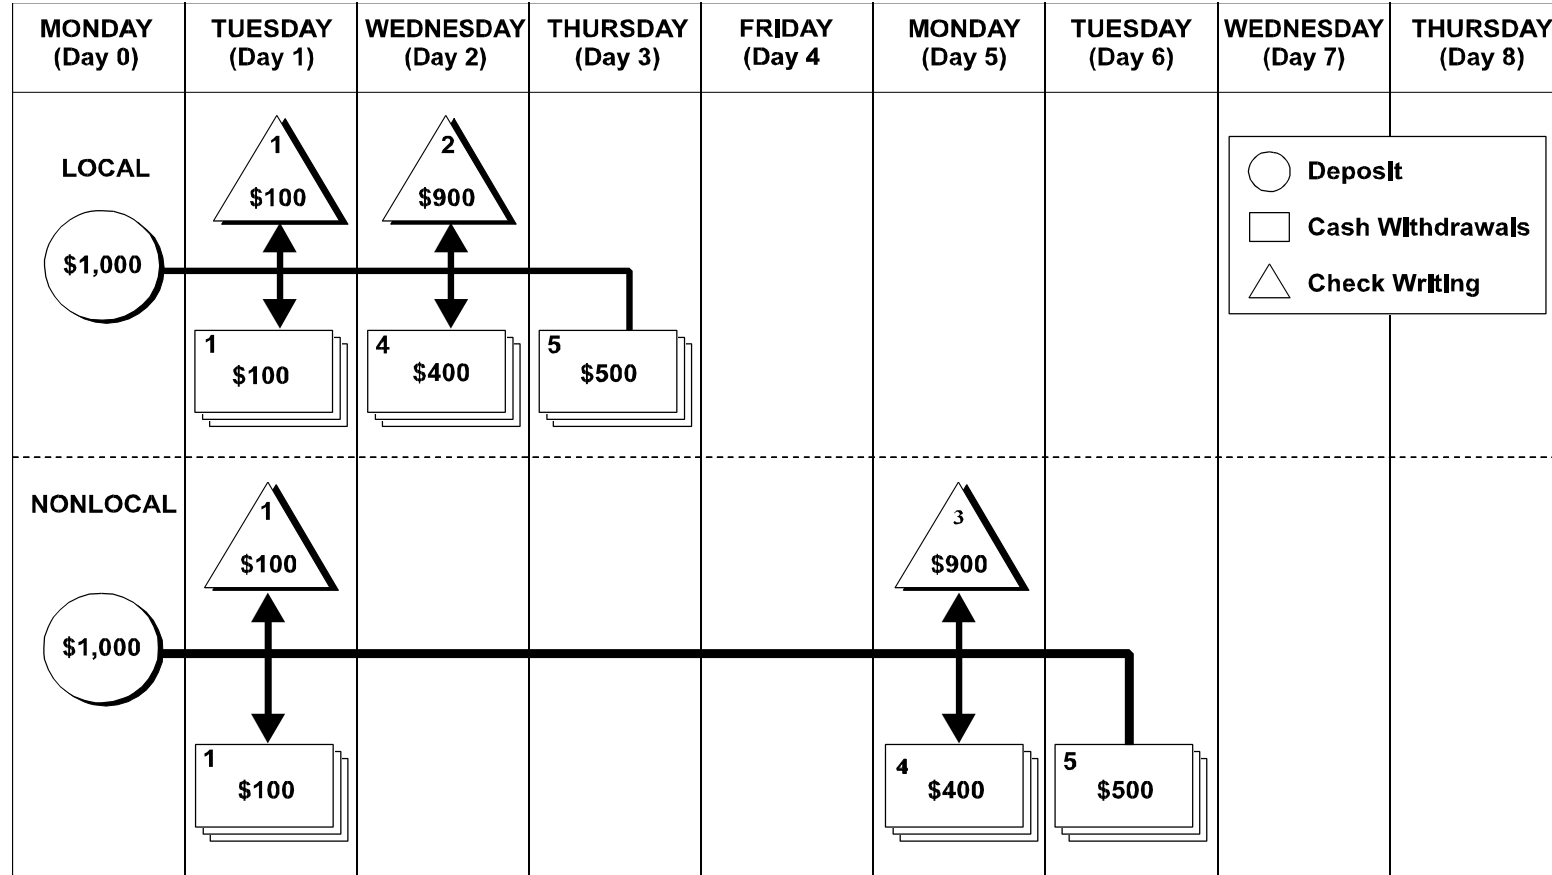 MONDAY
(Day 0)
TUESDAY
(Day 1)
WEDNESDAY
(Day 2)
THURSDAY
(Day 3)
FRIDAY
(Day 4
MONDAY
(Day 5)
TUESDAY
(Day 6)
WEDNESDAY
(Day 7)
THURSDAY
(Day 8)
LOCAL
$1,000
1
$100
2
$900
1
$100
4
$400
5
$500
Deposit
Cash Withdrawals
Check Writing
NONLOCAL
$1,000
1
$100
3
$900
1
$100
4
$400
5
$500